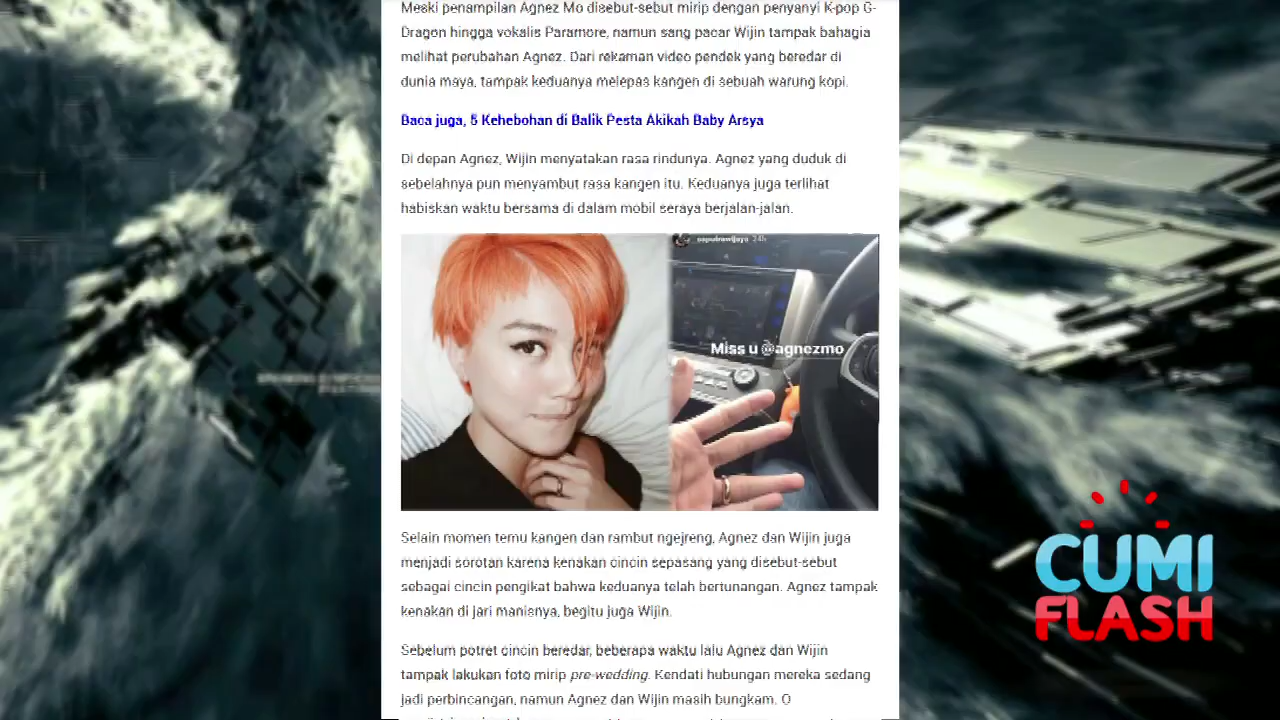 Meski penampilan Agnez Mo disebut-sebut mirip dengan penyanyi K-pop G-
Dragon hingga vokalis Paramore, namun sang pacar Wijin tampak bahagia
melihat perubahan Agnez. Dari rekaman video pendek yang beredar di
dunia maya, tampak keduanya melepas kangen di sebuah warung kopi.
Baca juga, 5 Kehebohan di Balik Pesta Akikah Baby Arsya
Di depan Agnez, Wijin menyatakan rasa rindunya. Agnez yang duduk di
sebelahnya pun menyambut rasa kangen itu. Keduanya juga terlihat
habiskan waktu bersama di dalam mobil seraya berjalan-jalan.
saputrawijaya 24h
Miss u @agnezmo
Selain momen temu kangen dan rambut ngejreng, Agnez dan Wijin juga
menjadi sorotan karena kenakan cincin sepasang yang disebut-sebut
sebagai cincin pengikat bahwa keduanya telah bertunangan. Agnez tampak
kenakan di jari manisnya, begitu juga Wijin.
CUMI
FLASH
Sebelum potret cincin beredar, beberapa waktu lalu Agnez dan Wijin
tampak lakukan foto mirip pre-wedding. Kendati hubungan mereka sedang
jadi perbincangan, namun Agnez dan Wijin masih bungkam. O